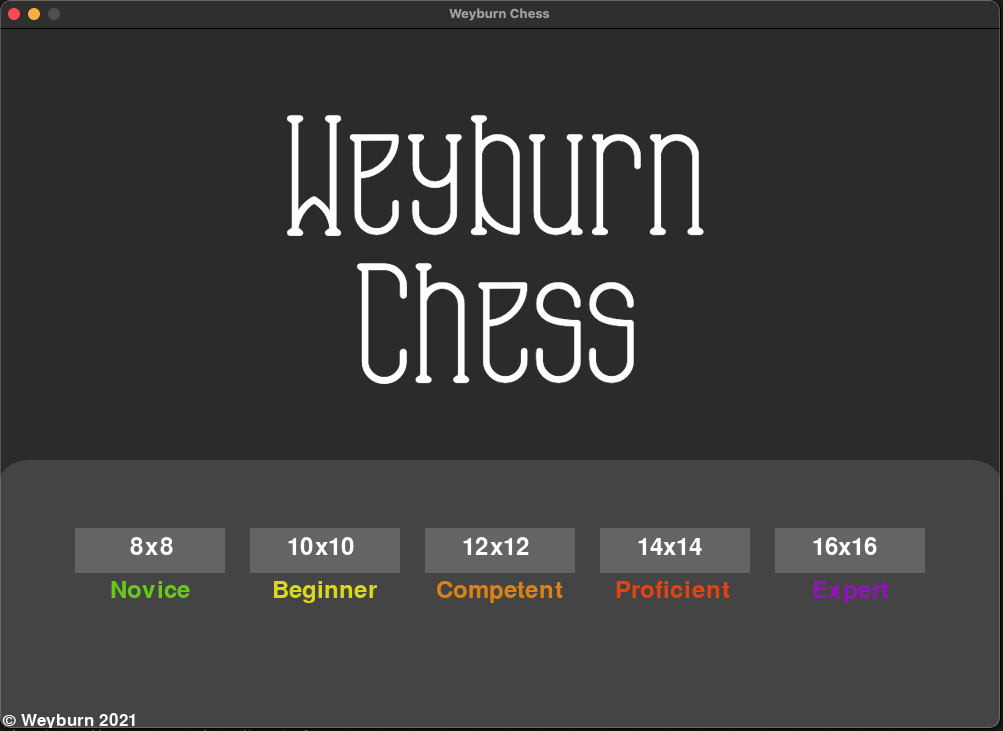 Weyburn Chess
Weyburn
Chess
8x8 10x10 12x12 14x14 16x16
Novice Beginner Competent Proficient Expert
© Weyburn 2021